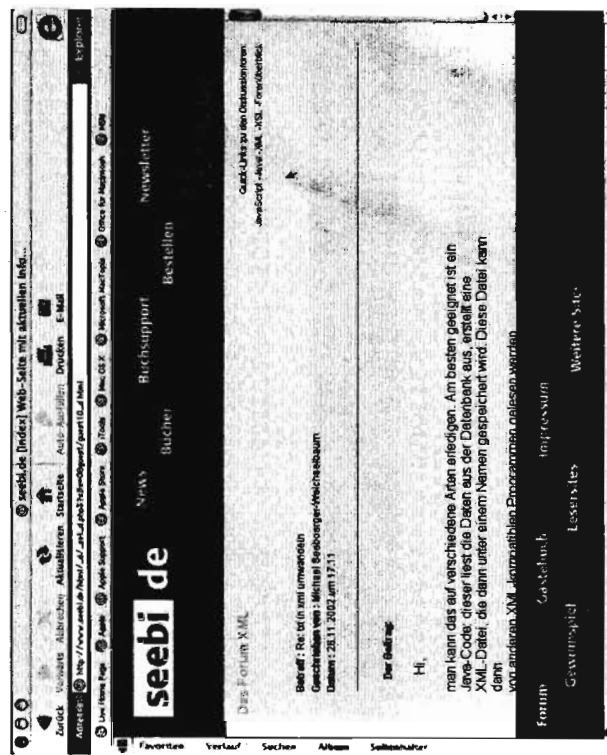 seebi.de [Index] Web-Seite mit aktuellen Info...
Zurück Vorwärts Abbrechen Aktualisieren Startseite Auto-Ausfüllen Drucken E-Mail
Adresse:
Live Home Page Apple Apple Support Apple Store iTools Mac OS X Microsoft MacTopia Office for Macintosh MSN
Explorer
Favoriten
Verlauf
Suchen
Album
Seitenhalter
seebi de
News Buchsupport Newsletter
Bücher Bestellen
Das Forum XML
Quick-Links zu den Diskussionsforen:
JavaScript -Java -XML -XSL -Forenüberblick
Betreff : Re: txt in xml umwandeln
Geschrieben von : Michael Seeboerger-Weichselbaum
Datum : 28.11.2002 um 17:11
Der Beitrag:
Hi,
man kann das auf verschiedene Arten erledigen. Am besten geeignet ist ein
Java-Code: dieser liest die Daten aus der Datenbank aus, erstellt eine
XML-Datei, die dann unter einem Namen gespeichert wird. Diese Datei kann
dann
von anderen XML-kompatiblen Programmen gelesen werden
Forum Gästebuch Impressum
Gewinnspiel Lesersites Weitere Sites